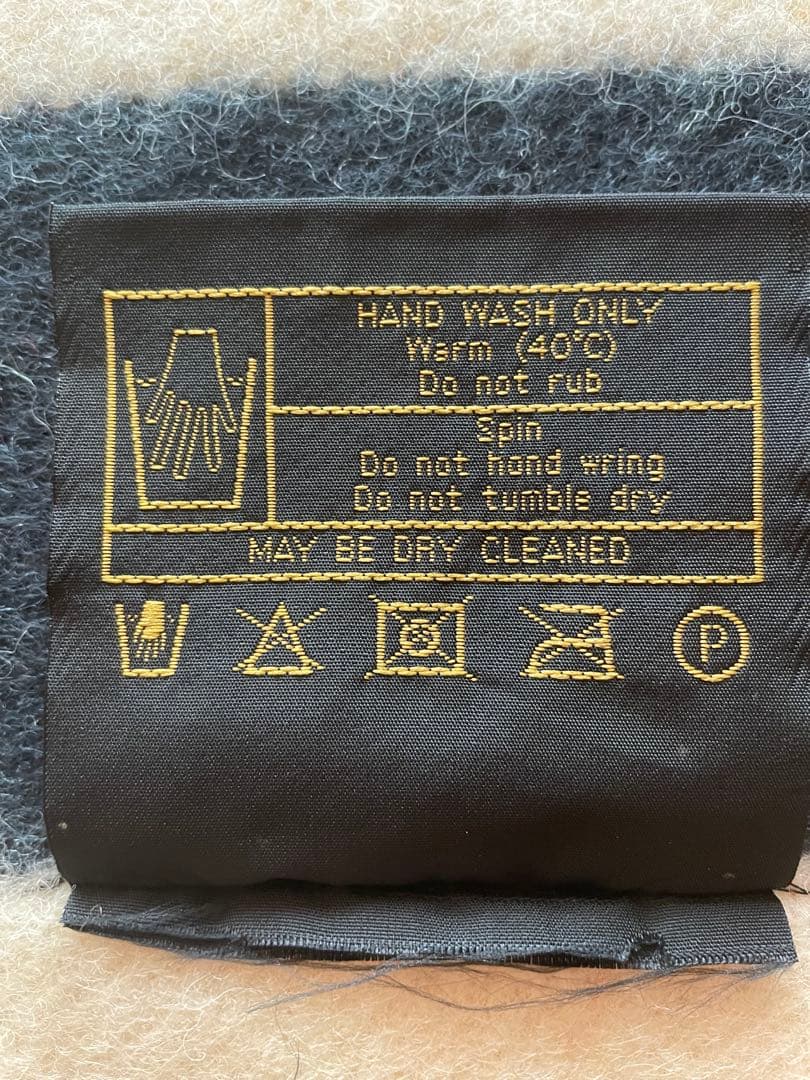 HAND WASH ONLY
Warm (40°C)
Do not rub
Spin
Do not hand wring
Do not tumble dry
MAY BE DRY CLEANED
P